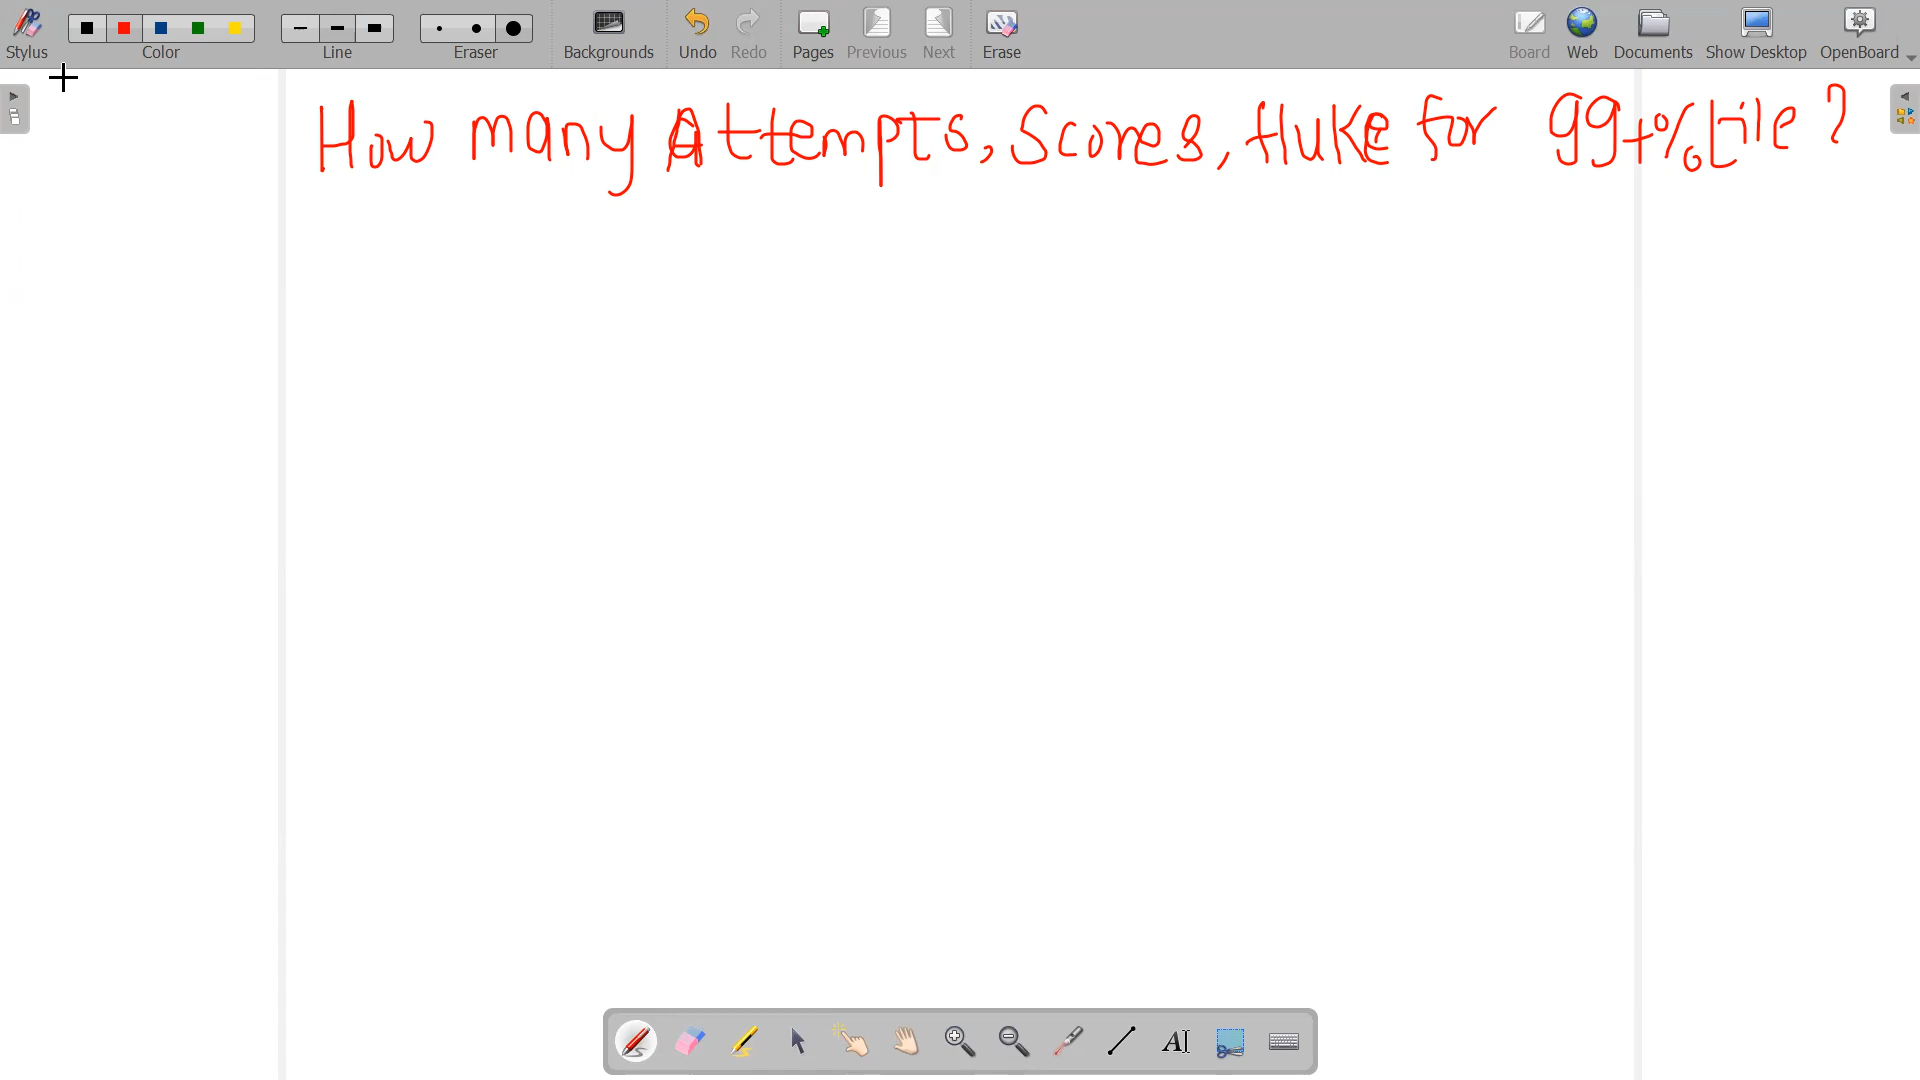 Stylus Color Line Eraser Backgrounds Undo Redo Pages Previous Next Erase Board Web Documents Show Desktop OpenBoard
How many Attempts, Scores, fluke for 99+%tile ?
AI